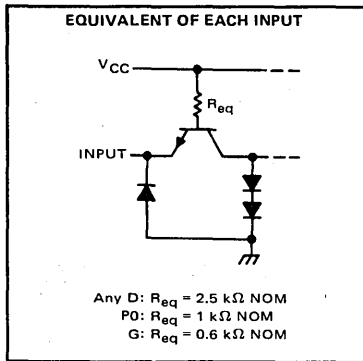 EQUIVALENT OF EACH INPUT
VCC
Req
INPUT
Any D: Req = 2.5 kΩ NOM
P0: Req = 1 kΩ NOM
G: Req = 0.6 kΩ NOM